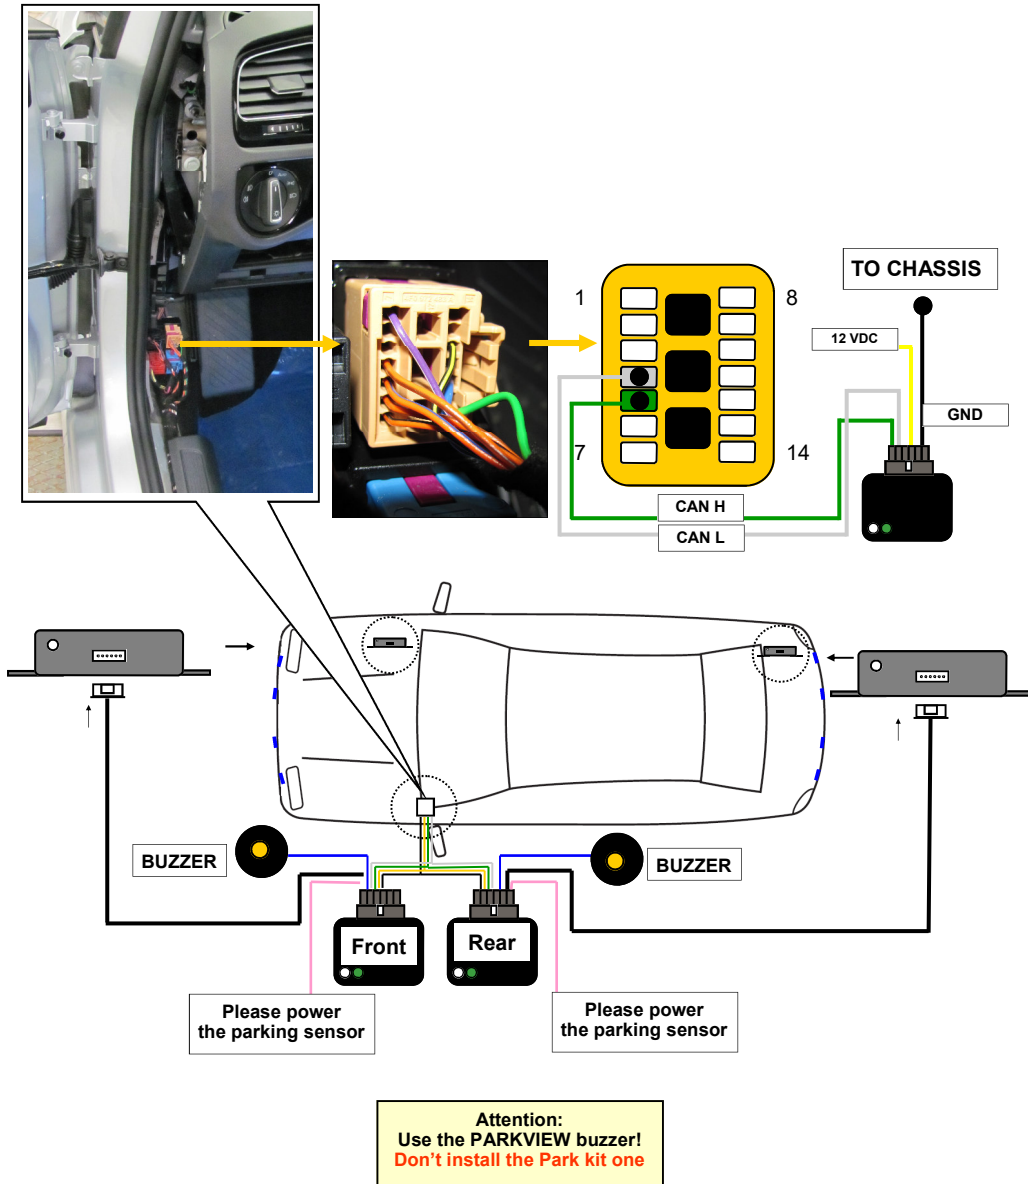 TO CHASSIS
1
8
12 VDC
GND
7
14
CAN H
CAN L
BUZZER
BUZZER
Front
Rear
Please power
the parking sensor
Please power
the parking sensor
Attention:
Use the PARKVIEW buzzer!
Don't install the Park kit one